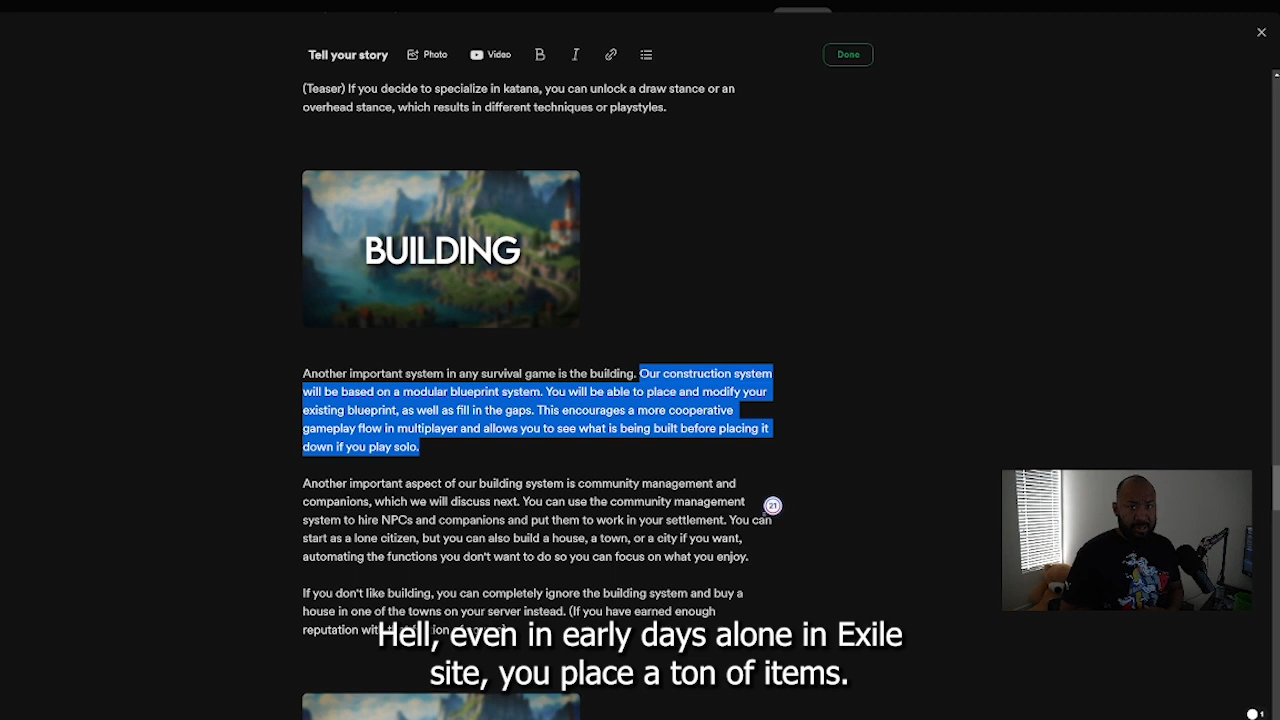 Tell your story Photo Video B I Done
(Teaser) If you decide to specialize in katana, you can unlock a draw stance or an
overhead stance, which results in different techniques or playstyles.
BUILDING
Another important system in any survival game is the building. Our construction system
will be based on a modular blueprint system. You will be able to place and modify your
existing blueprint, as well as fill in the gaps. This encourages a more cooperative
gameplay flow in multiplayer and allows you to see what is being built before placing it
down if you play solo.
Another important aspect of our building system is community management and
companions, which we will discuss next. You can use the community management
system to hire NPCs and companions and put them to work in your settlement. You can
start as a lone citizen, but you can also build a house, a town, or a city if you want,
automating the functions you don't want to do so you can focus on what you enjoy.
21
If you don't like building, you can completely ignore the building system and buy a
house in one of the towns on your server instead. (If you have earned enough
reputation
Hell, even in early days alone in Exile
site, you place a ton of items.
1